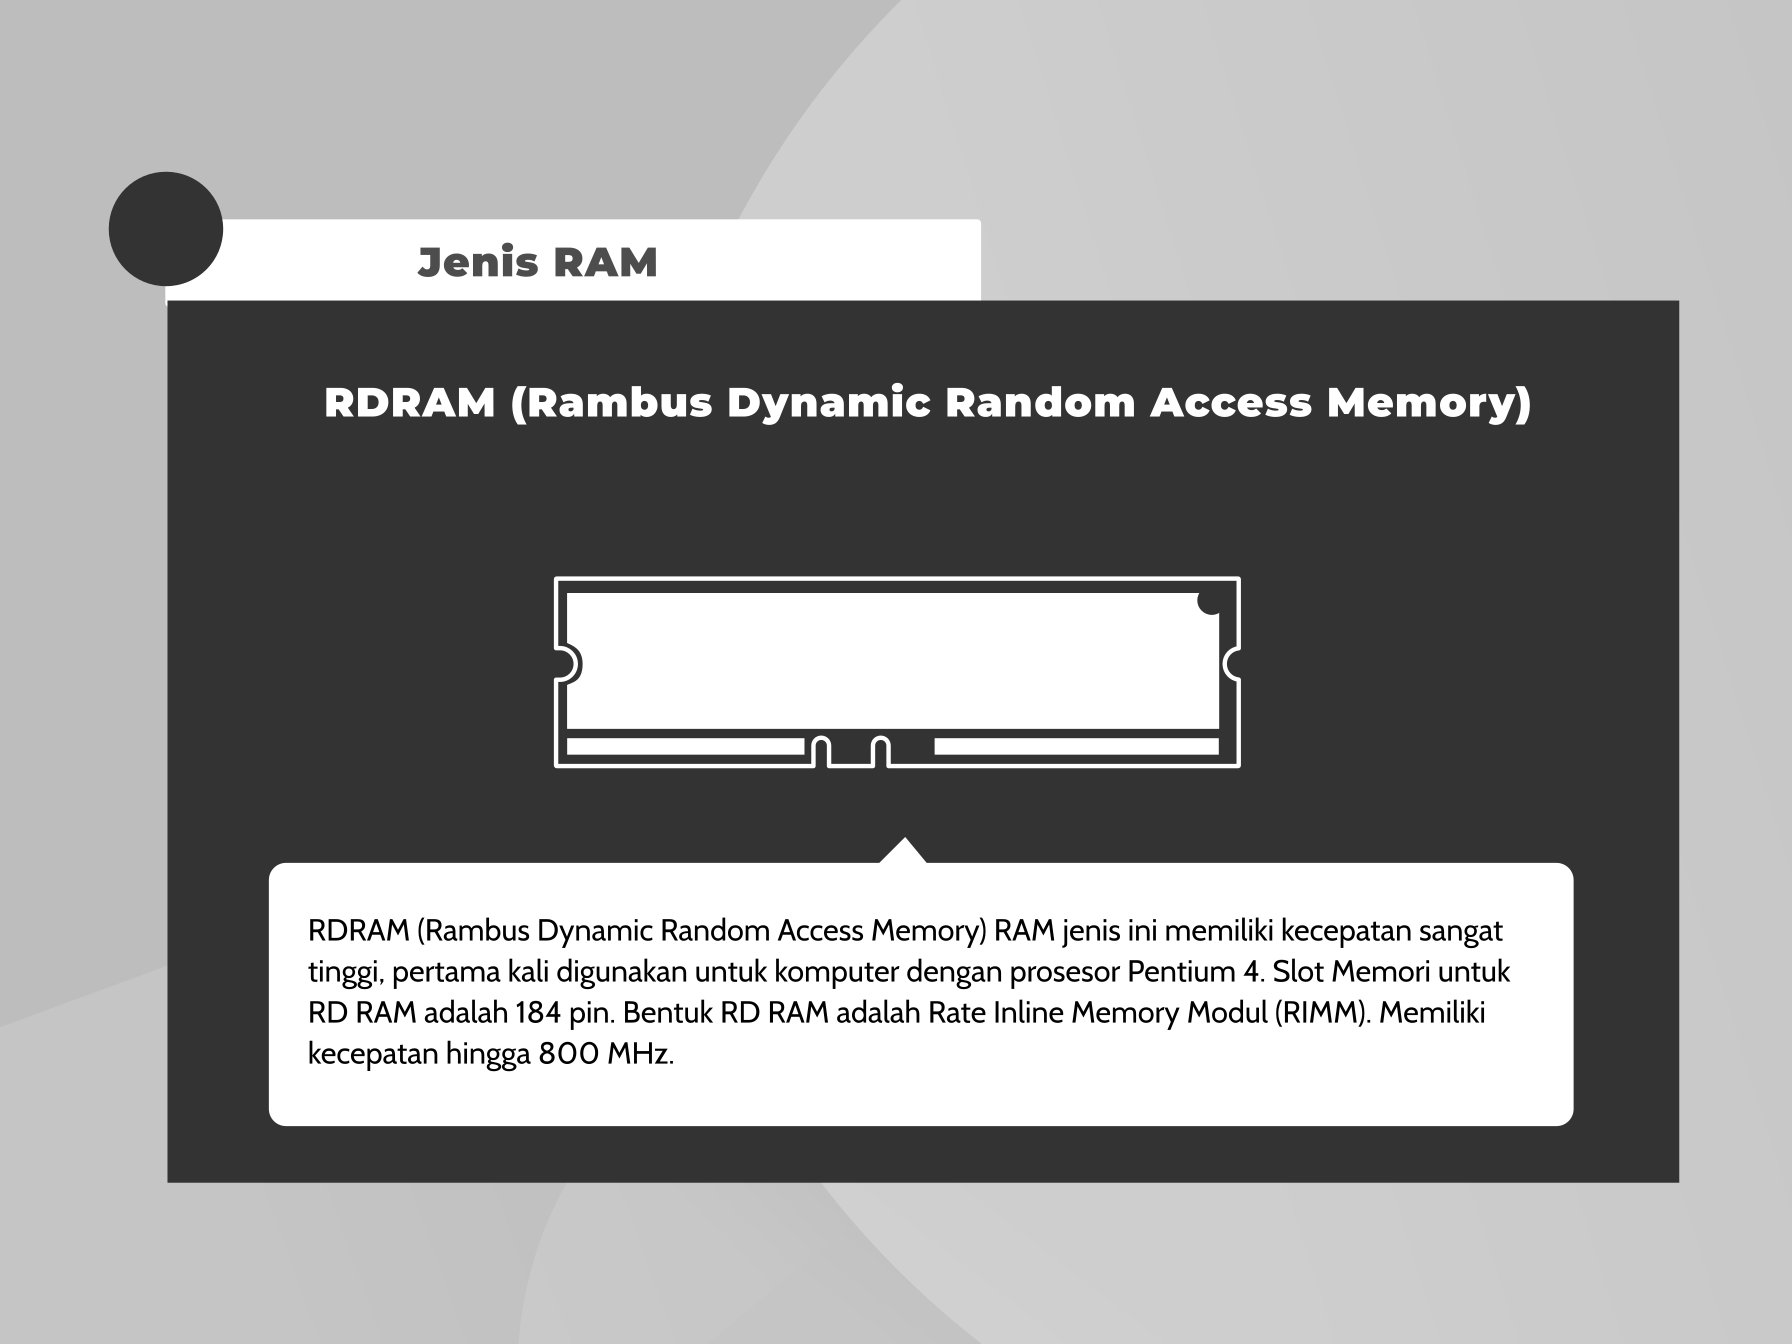 Jenis RAM
RDRAM (Rambus Dynamic Random Access Memory)
RDRAM (Rambus Dynamic Random Access Memory) RAM jenis ini memiliki kecepatan sangat
tinggi, pertama kali digunakan untuk komputer dengan prosesor Pentium 4. Slot Memori untuk
RD RAM adalah 184 pin. Bentuk RD RAM adalah Rate Inline Memory Modul (RIMM). Memiliki
kecepatan hingga 800 MHz.